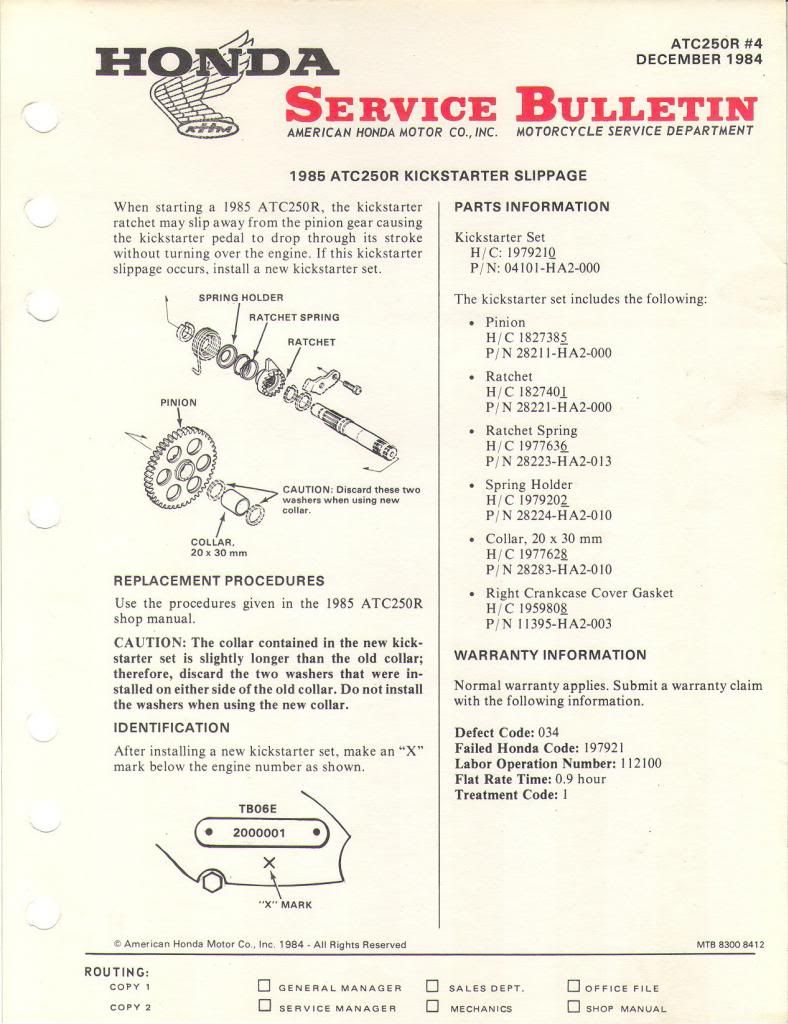 ATC250R #4
DECEMBER 1984
HONDA
SERVICE BULLETIN
AMERICAN HONDA MOTOR CO., INC. MOTORCYCLE SERVICE DEPARTMENT
1985 ATC250R KICKSTARTER SLIPPAGE
When starting a 1985 ATC250R, the kickstarter
ratchet may slip away from the pinion gear causing
the kickstarter pedal to drop through its stroke
without turning over the engine. If this kickstarter
slippage occurs, install a new kickstarter set.
SPRING HOLDER
RATCHET SPRING
RATCHET
PINION
CAUTION: Discard these two
washers when using new
collar.
COLLAR,
20 x 30 mm
REPLACEMENT PROCEDURES
Use the procedures given in the 1985 ATC250R
shop manual.
CAUTION: The collar contained in the new kick-
starter set is slightly longer than the old collar;
therefore, discard the two washers that were in-
stalled on either side of the old collar. Do not install
the washers when using the new collar.
IDENTIFICATION
After installing a new kickstarter set, make an "X"
mark below the engine number as shown.
TB06E
2000001
X
"X" MARK
PARTS INFORMATION
Kickstarter Set
H/C: 1979210
P/N: 04101-HA2-000
The kickstarter set includes the following:
• Pinion
H/C 1827385
P/N 28211-HA2-000
• Ratchet
H/C 1827401
P/N 28221-HA2-000
• Ratchet Spring
H/C 1977636
P/N 28223-HA2-013
• Spring Holder
H/C 1979202
P/N 28224-HA2-010
• Collar, 20 x 30 mm
H/C 1977628
P/N 28283-HA2-010
• Right Crankcase Cover Gasket
H/C 1959808
P/N 11395-HA2-003
WARRANTY INFORMATION
Normal warranty applies. Submit a warranty claim
with the following information.
Defect Code: 034
Failed Honda Code: 197921
Labor Operation Number: 112100
Flat Rate Time: 0.9 hour
Treatment Code: 1
© American Honda Motor Co., Inc. 1984 - All Rights Reserved
MTB 8300 8412
ROUTING:
COPY 1 GENERAL MANAGER SALES DEPT. OFFICE FILE
COPY 2 SERVICE MANAGER MECHANICS SHOP MANUAL